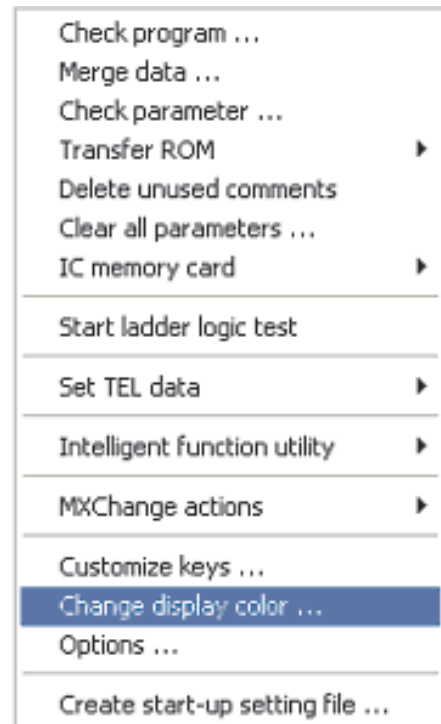 Check program ...
Merge data ...
Check parameter ...
Transfer ROM
Delete unused comments
Clear all parameters ...
IC memory card
Start ladder logic test
Set TEL data
Intelligent function utility
MXChange actions
Customize keys ...
Change display color ...
Options ...
Create start-up setting file ...